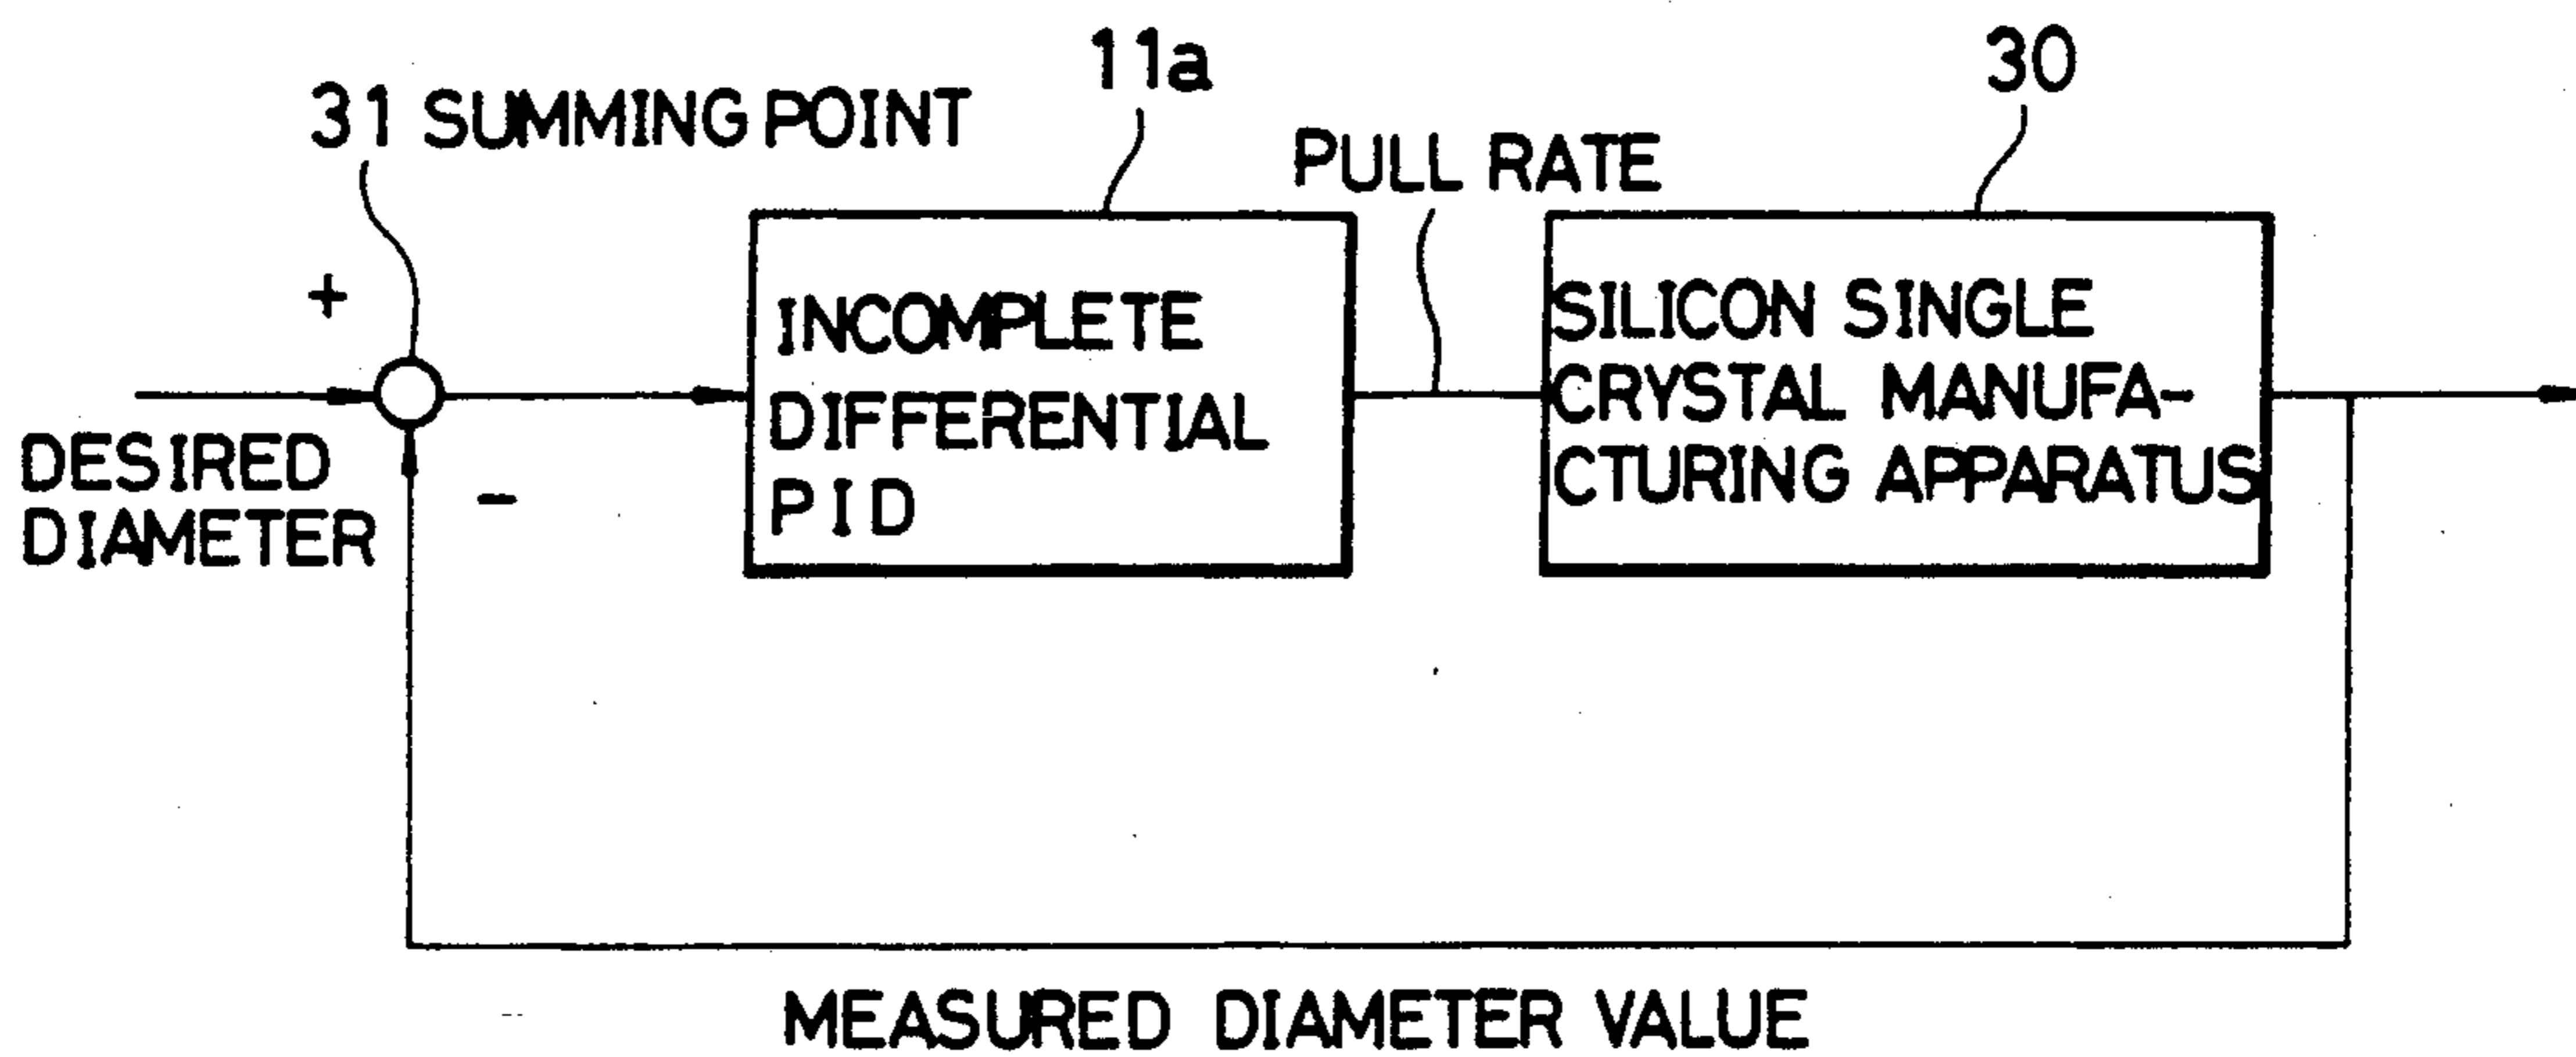 11a
30
31 SUMMING POINT
PULL RATE
+
INCOMPLETE
DIFFERENTIAL
PID
SILICON SINGLE
CRYSTAL MANUFA-
CTURING APPARATUS
DESIRED
DIAMETER
-
MEASURED DIAMETER VALUE